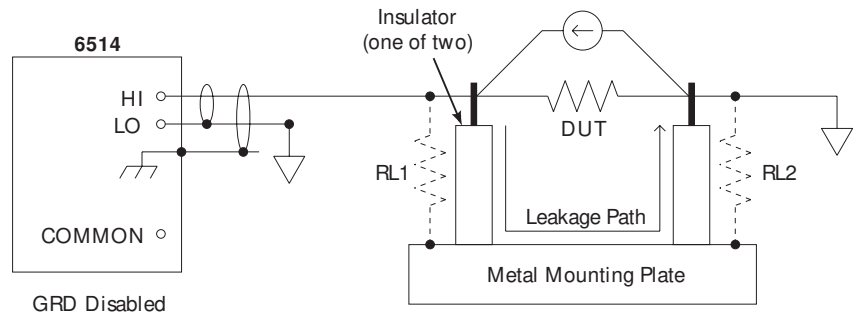 Insulator
(one of two)
6514
HI
LO
DUT
RL1
RL2
Leakage Path
COMMON
Metal Mounting Plate
GRD Disabled